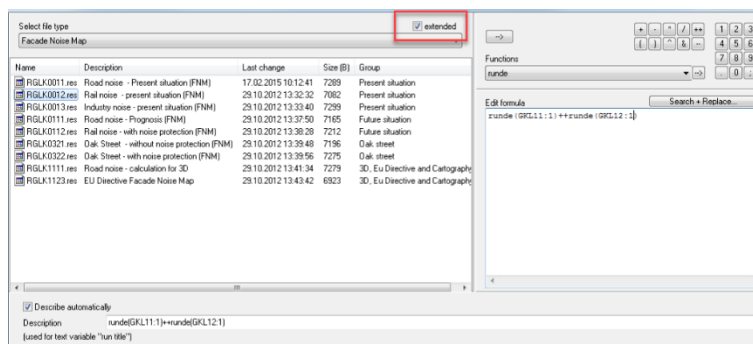 Select file type
extended
Facade Noise Map
Name Description Last change Size (B) Group
RGLK0011.res Road noise - Present situation (FNM) 17.02.2015 10:12:41 7289 Present situation
RGLK0012.res Rail noise - present situation (FNM) 29.10.2012 13:32:32 7082 Present situation
RGLK0013.res Industry noise - present situation (FNM) 29.10.2012 13:33:40 7299 Present situation
RGLK0111.res Road noise - Prognosis (FNM) 29.10.2012 13:37:50 7165 Future situation
RGLK0112.res Rail noise - with noise protection (FNM) 29.10.2012 13:38:28 7212 Future situation
RGLK0321.res Oak Street - without noise protection (FNM) 29.10.2012 13:39:48 7196 Oak street
RGLK0322.res Oak Street - with noise protection (FNM) 29.10.2012 13:39:56 7275 Oak street
RGLK1111.res Road noise - calculation for 3D 29.10.2012 13:41:34 7279 3D, Eu Directive and Cartography
RGLK1123.res EU Directive Facade Noise Map 29.10.2012 13:43:42 6923 3D, Eu Directive and Cartography
Describe automatically
Description runde(GKL11:1)++runde(GKL12:1)
(used for text variable "run title")
-->
+ - * / ++ 1 2 3
( ) ^ & -- 4 5 6
7 8 9
. 0 ;
Functions
runde -->
Edit formula Search + Replace...
runde(GKL11:1)++runde(GKL12:1)